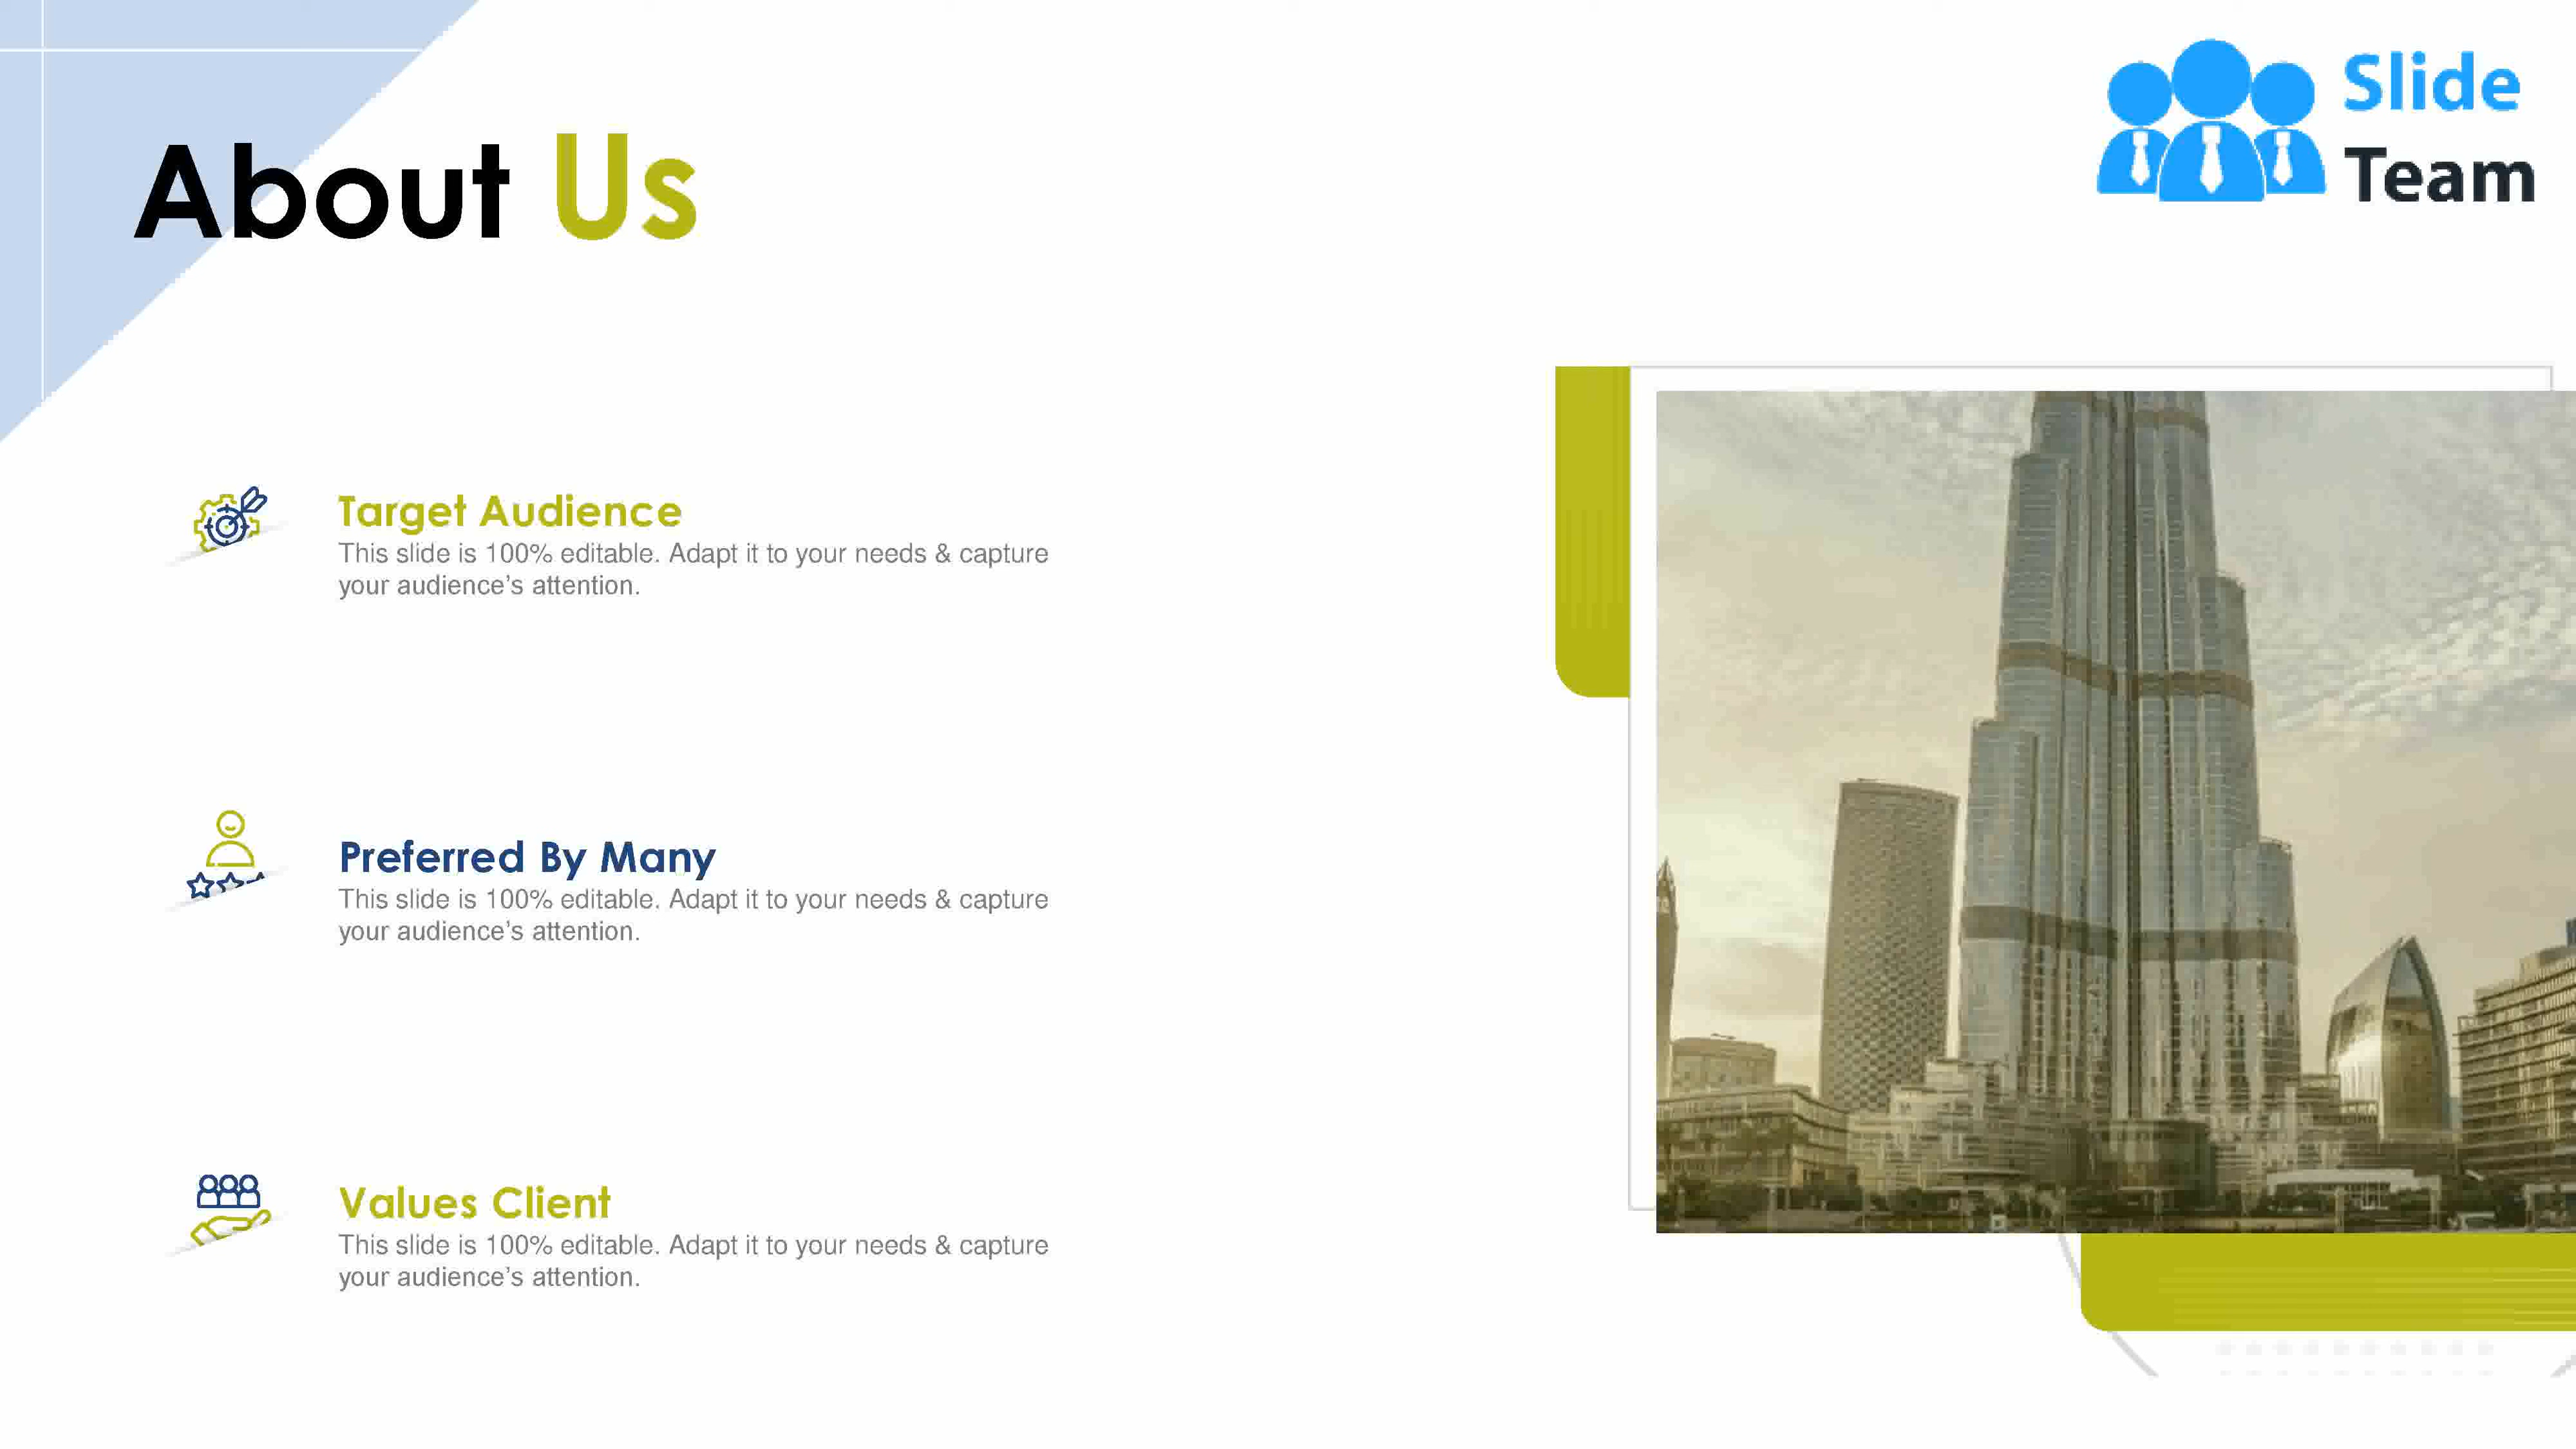 About Us
Slide
Team
Target Audience
This slide is 100% editable. Adapt it to your needs & capture
your audience’s attention.
Preferred By Many
This slide is 100% editable. Adapt it to your needs & capture
your audience’s attention.
Values Client
This slide is 100% editable. Adapt it to your needs & capture
your audience’s attention.